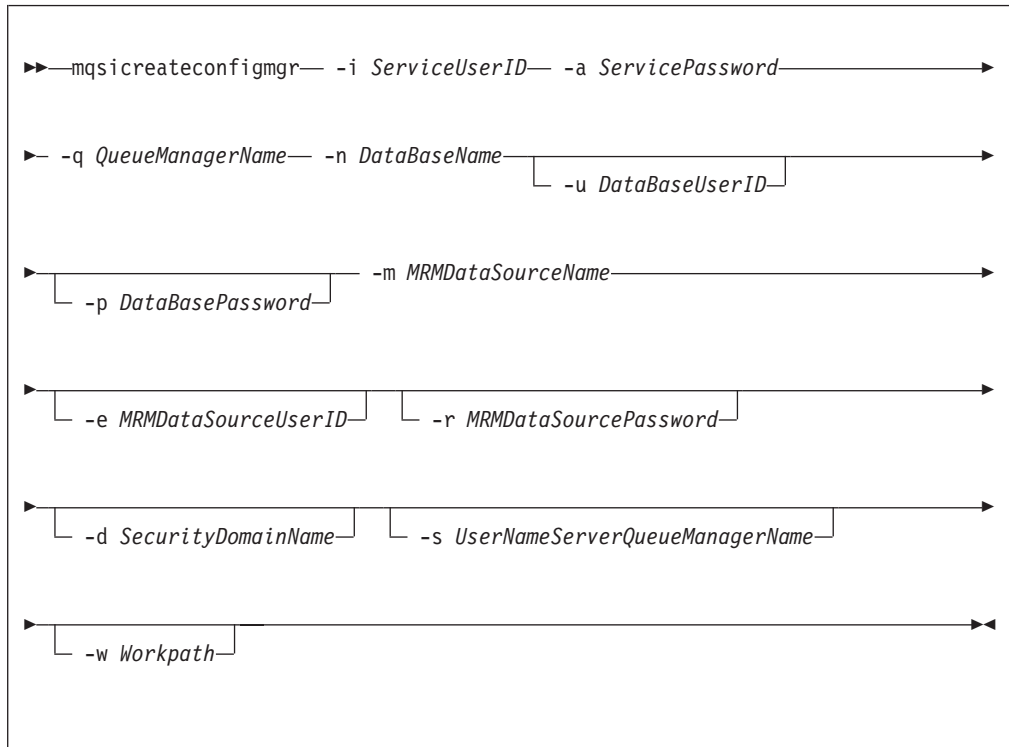 mqsicreateconfigmgr -i ServiceUserID -a ServicePassword
-q QueueManagerName -n DataBaseName
-u DataBaseUserID
-m MRMDataSourceName
-p DataBasePassword
-e MRMDataSourceUserID -r MRMDataSourcePassword
-d SecurityDomainName -s UserNameServerQueueManagerName
-w Workpath